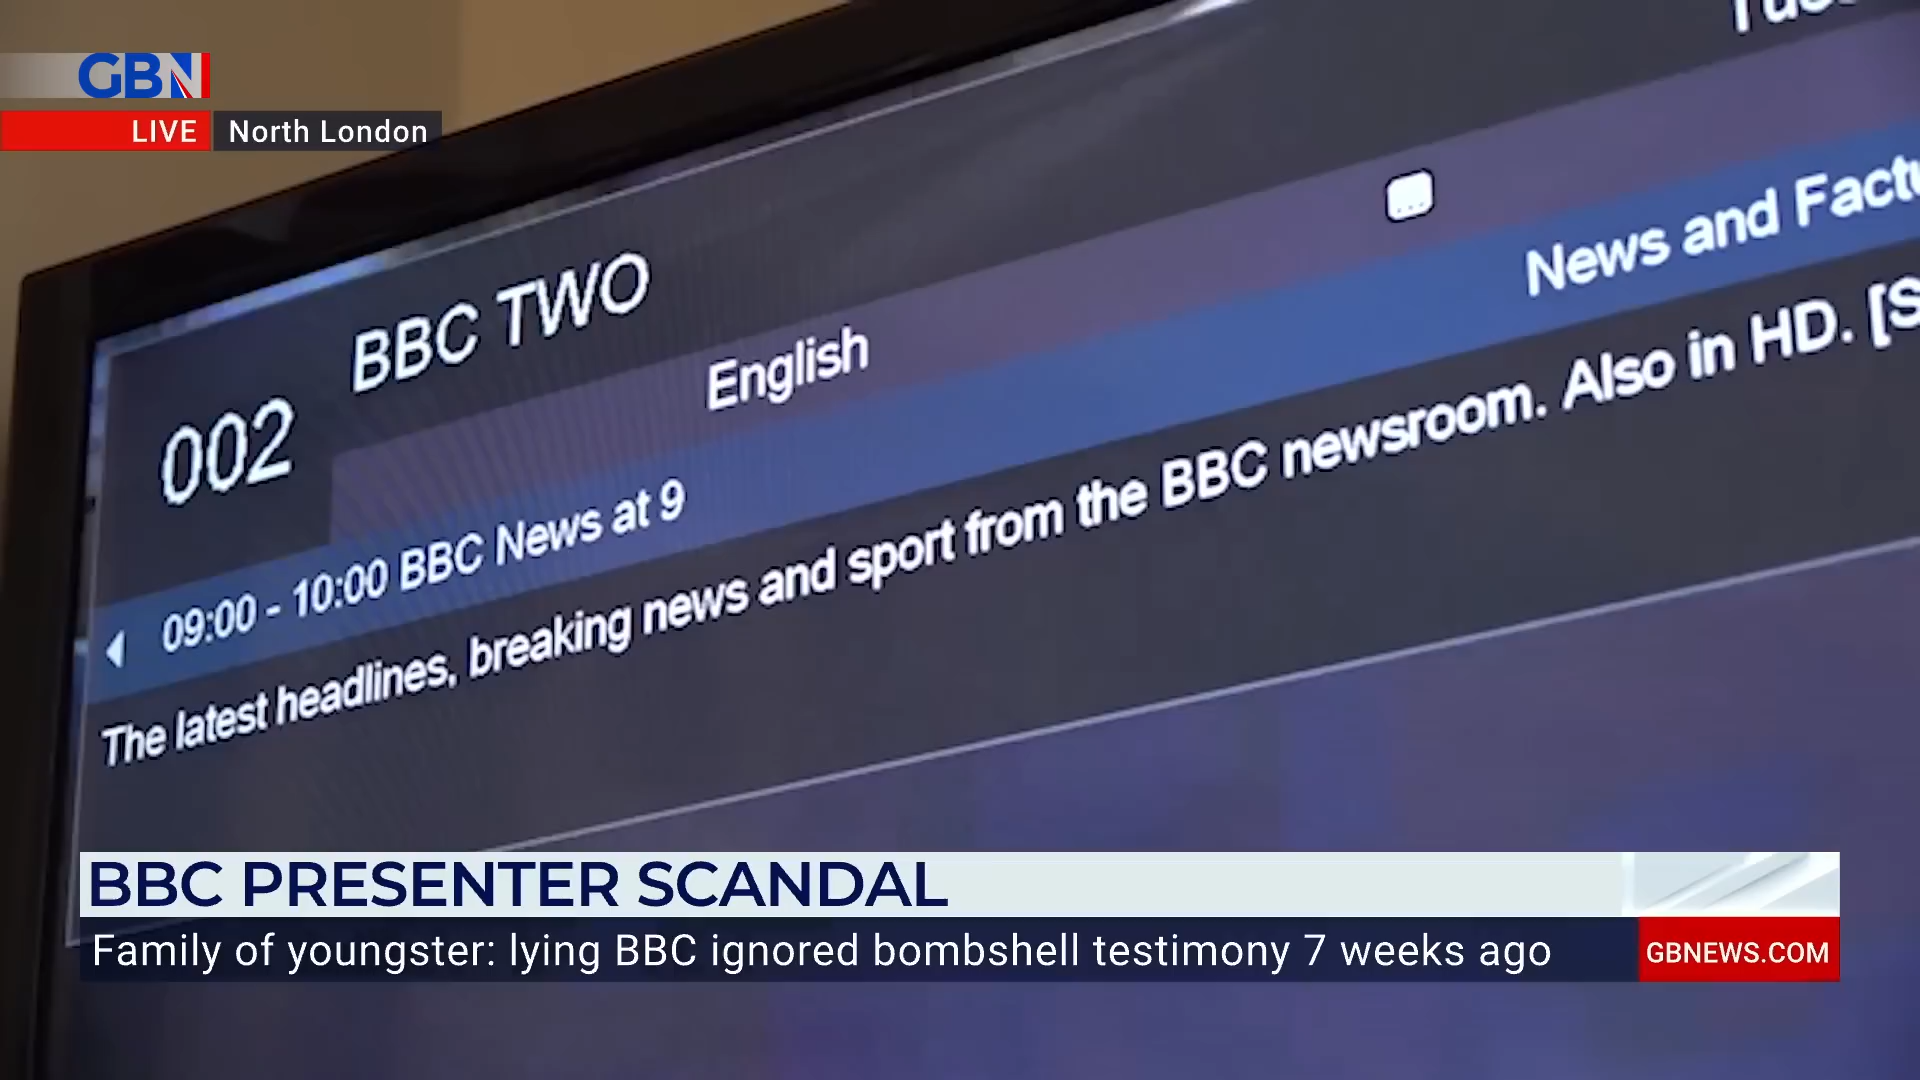 GBN
LIVE North London
002 BBC TWO
English
News and
09:00 - 10:00 BBC News at 9
The latest headlines, breaking news and sport from the BBC newsroom. Also in HD.
BBC PRESENTER SCANDAL
Family of youngster: lying BBC ignored bombshell testimony 7 weeks ago
GBNEWS.COM